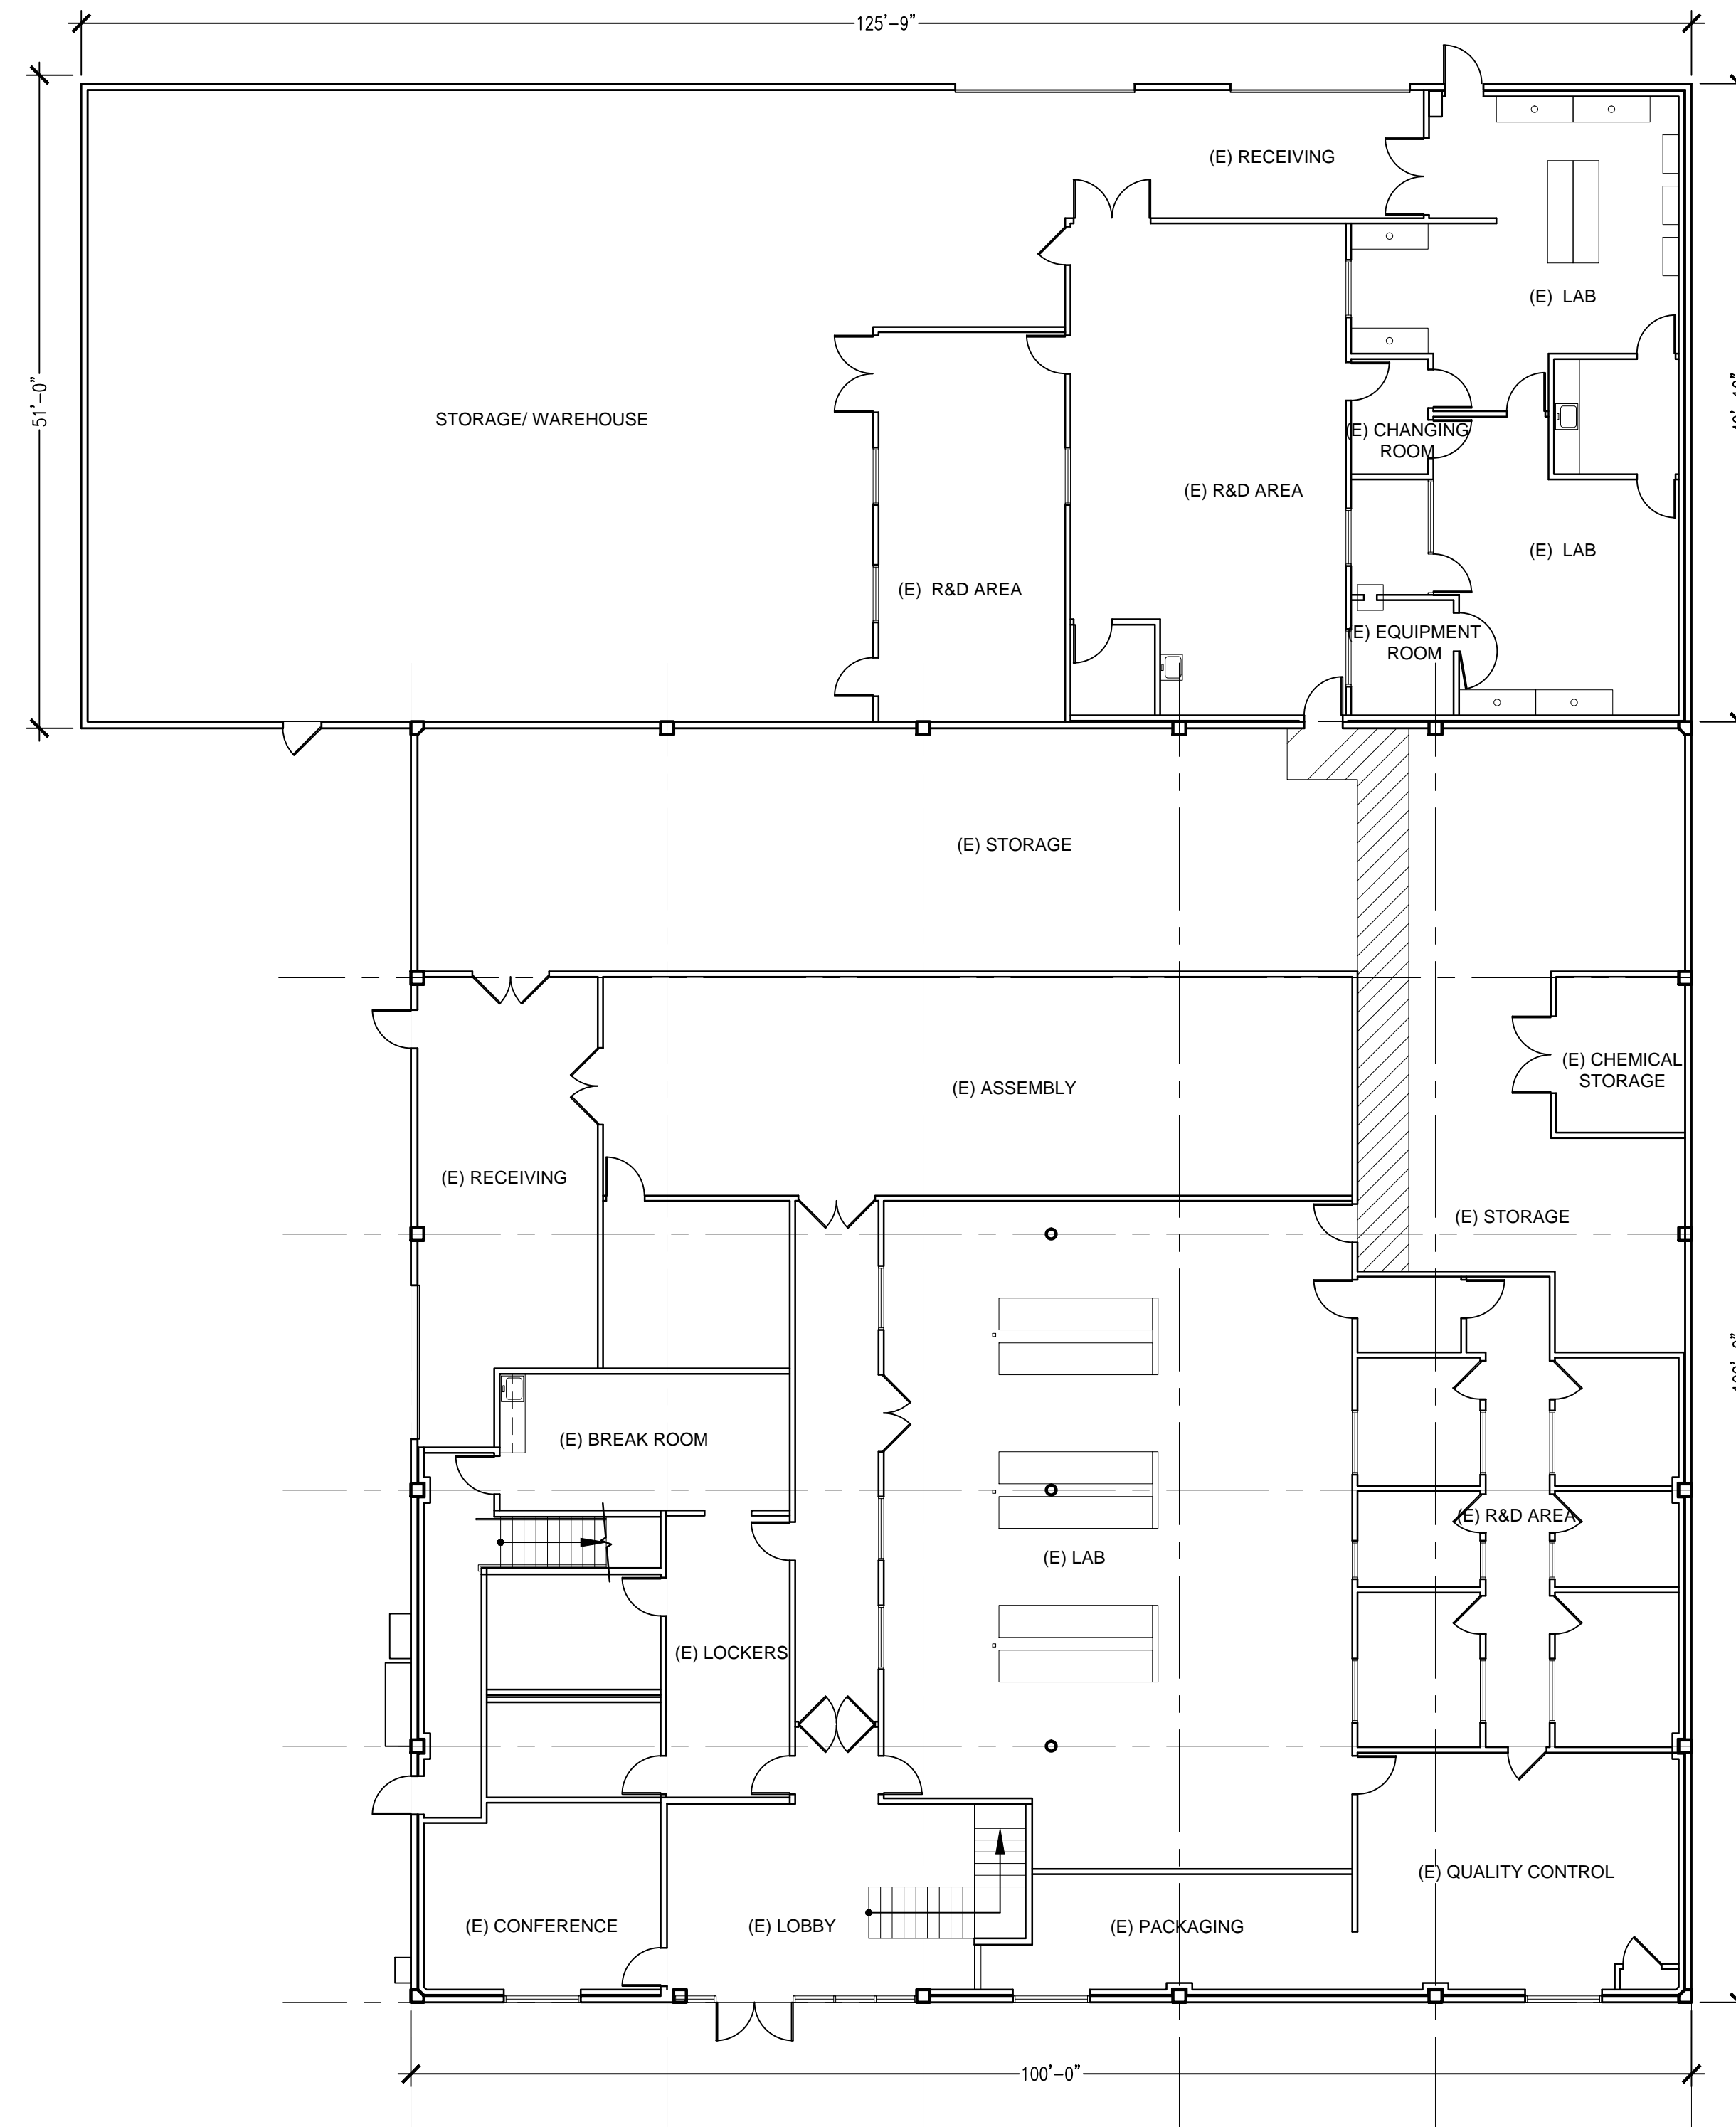 125'-9"
(E) RECEIVING
51'-0"
(E) LAB
STORAGE/ WAREHOUSE
(E) CHANGING
ROOM
(E) R&D AREA
(E) LAB
(E) R&D AREA
(E) EQUIPMENT
ROOM
(E) STORAGE
(E) CHEMICAL
STORAGE
(E) ASSEMBLY
(E) RECEIVING
(E) STORAGE
(E) BREAK ROOM
(E) R&D AREA
(E) LAB
(E) LOCKERS
(E) QUALITY CONTROL
(E) CONFERENCE
(E) LOBBY
(E) PACKAGING
100'-0"